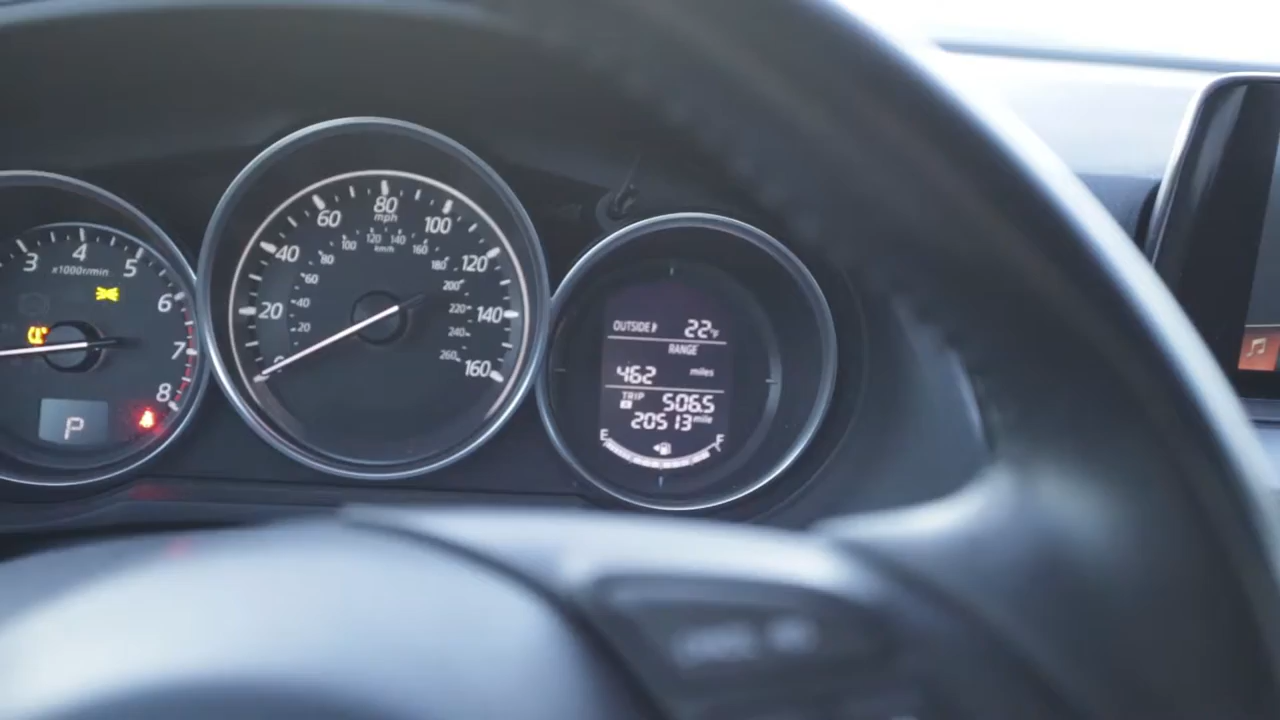 3 4 5 6 7 8
x1000r/min
P
0 20 40 60 80 100 120 140 160
mph
20 40 60 80 100 120 140 160 180 200 220 240 260
km/h
OUTSIDE 22°F
RANGE
462 miles
TRIP 506.5
20513 mile
E F